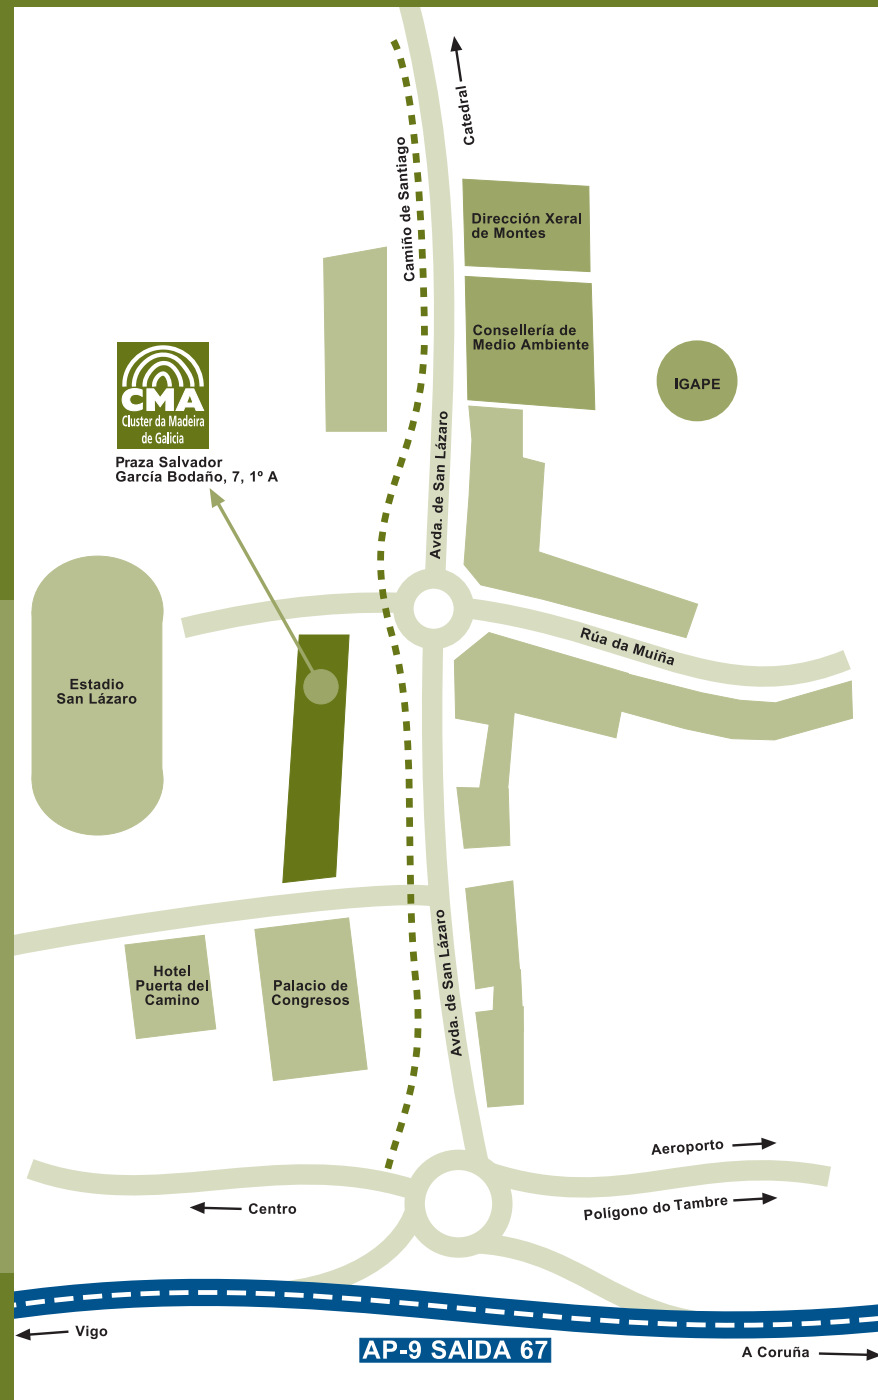 Catedral
Camiño de Santiago
Dirección Xeral
de Montes
Consellería de
Medio Ambiente
IGAPE
CMA
Cluster da Madeira
de Galicia
Praza Salvador
García Bodaño, 7, 1º A
Avda. de San Lázaro
Rúa da Muiña
Estadio
San Lázaro
Avda. de San Lázaro
Hotel
Puerta del
Camino
Palacio de
Congresos
Aeroporto
Polígono do Tambre
Centro
Vigo
AP-9 SAIDA 67
A Coruña